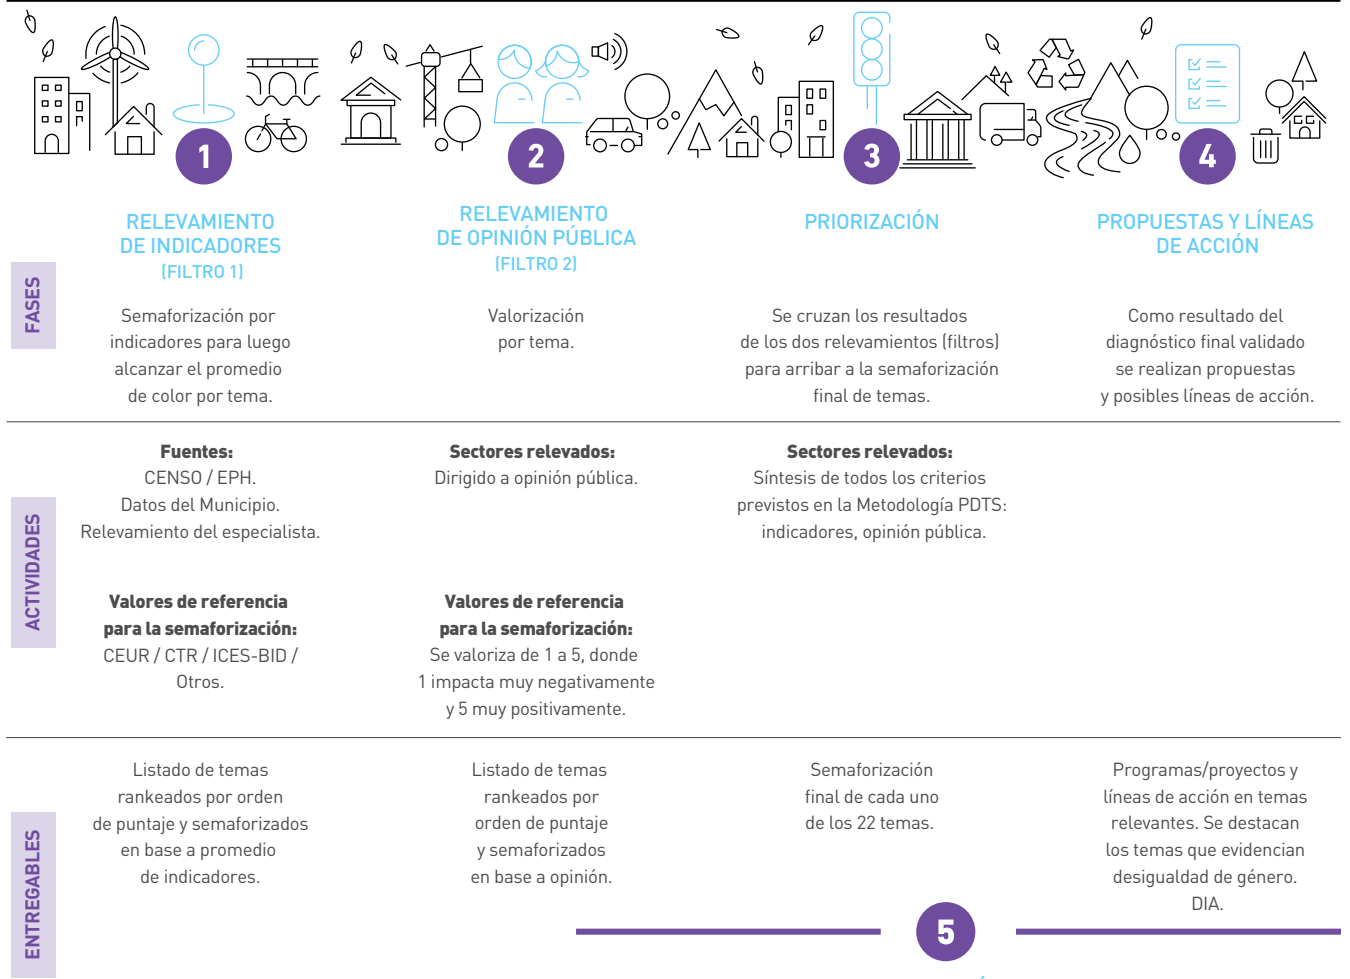 1
2
3
4
RELEVAMIENTO
DE INDICADORES
(FILTRO 1)
RELEVAMIENTO
DE OPINIÓN PÚBLICA
(FILTRO 2)
PRIORIZACIÓN
PROPUESTAS Y LÍNEAS
DE ACCIÓN
FASES
Semaforización por
indicadores para luego
alcanzar el promedio
de color por tema.
Valorización
por tema.
Se cruzan los resultados
de los dos relevamientos (filtros)
para arribar a la semaforización
final de temas.
Como resultado del
diagnóstico final validado
se realizan propuestas
y posibles líneas de acción.
ACTIVIDADES
Fuentes:
CENSO / EPH.
Datos del Municipio.
Relevamiento del especialista.
Valores de referencia
para la semaforización:
CEUR / CTR / ICES-BID /
Otros.
Sectores relevados:
Dirigido a opinión pública.
Valores de referencia
para la semaforización:
Se valoriza de 1 a 5, donde
1 impacta muy negativamente
y 5 muy positivamente.
Sectores relevados:
Síntesis de todos los criterios
previstos en la Metodología PDTS:
indicadores, opinión pública.
ENTREGABLES
Listado de temas
rankeados por orden
de puntaje y semaforizados
en base a promedio
de indicadores.
Listado de temas
rankeados por
orden de puntaje
y semaforizados
en base a opinión.
Semaforización
final de cada uno
de los 22 temas.
Programas/proyectos y
líneas de acción en temas
relevantes. Se destacan
los temas que evidencian
desigualdad de género.
DIA.
5